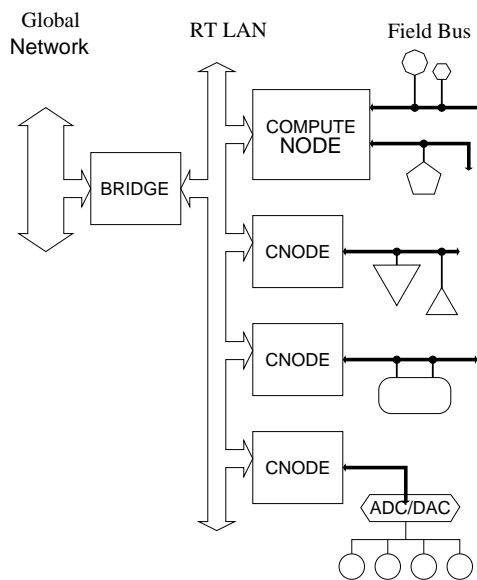 Global
Network
RT LAN
Field Bus
COMPUTE
NODE
BRIDGE
CNODE
CNODE
CNODE
ADC/DAC